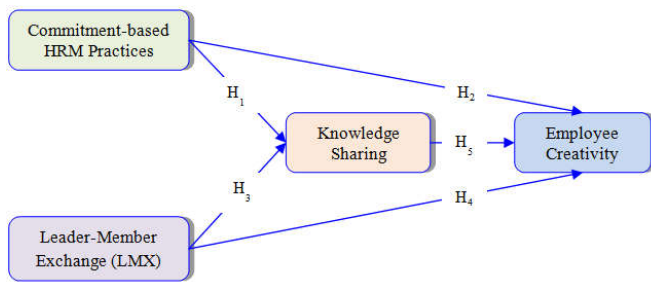 Commitment-based
HRM Practices
H1
H2
Knowledge
Sharing
H5
Employee
Creativity
H3
H4
Leader-Member
Exchange (LMX)